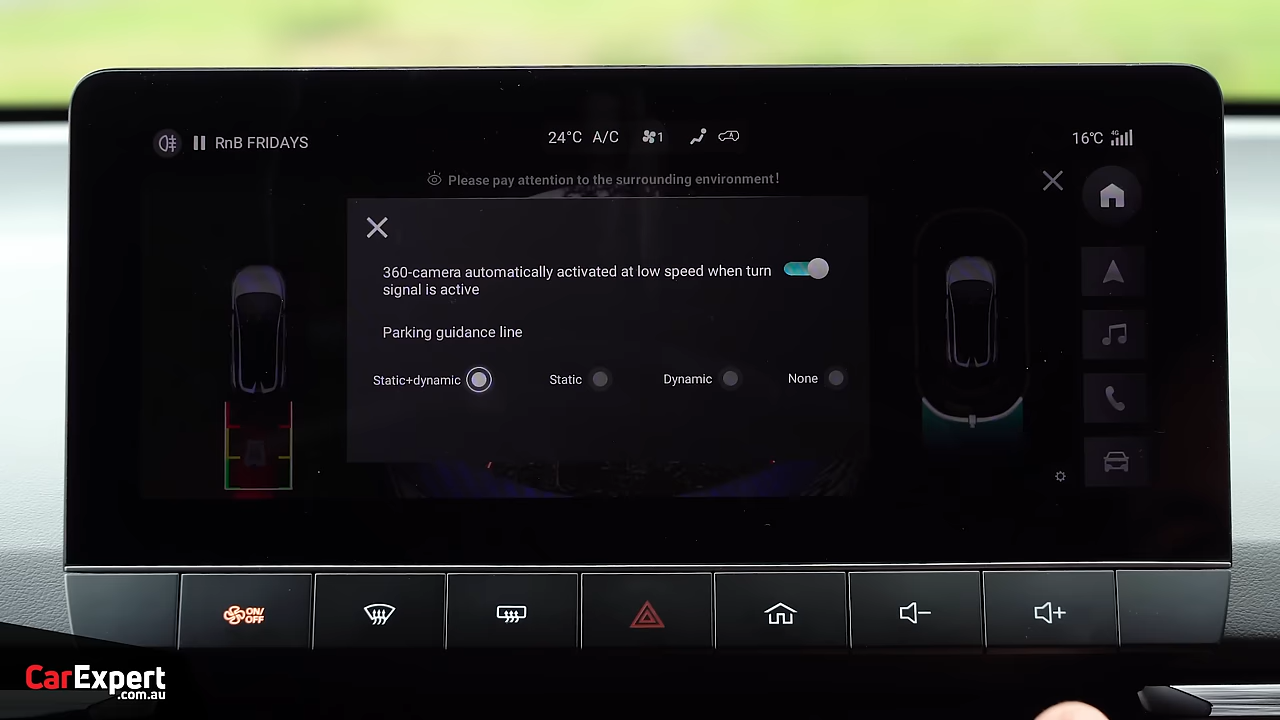 RnB FRIDAYS
24°C A/C 1
16°C 4G
Please pay attention to the surrounding environment!
360-camera automatically activated at low speed when turn
signal is active
Parking guidance line
Static+dynamic Static Dynamic None
ON/
OFF
CarExpert
.com.au